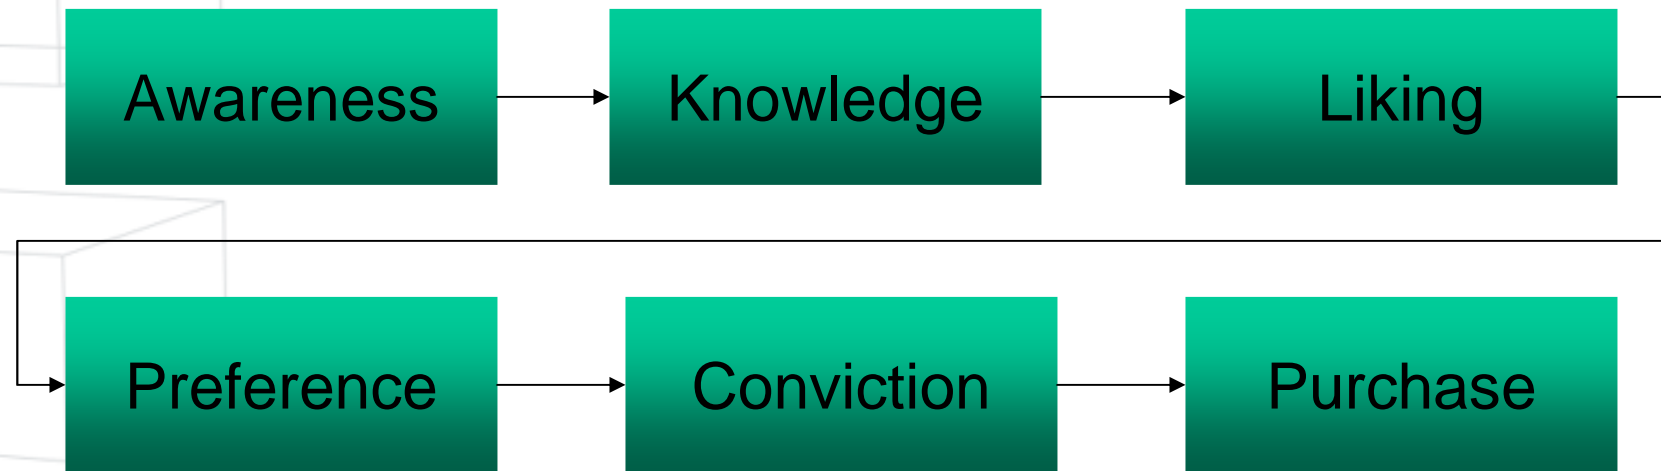 Awareness
Knowledge
Liking
Preference
Conviction
Purchase